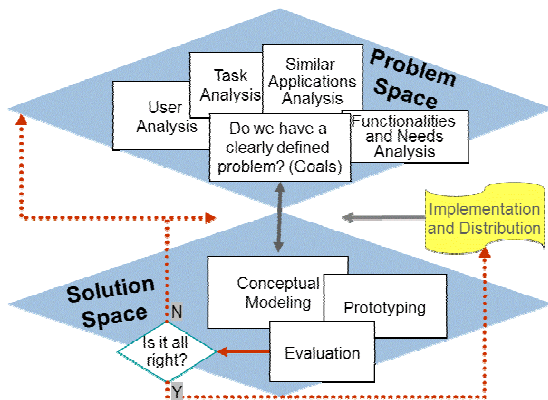 Problem
Space
Similar
Applications
Analysis
Task
Analysis
User
Analysis
Functionalities
and Needs
Analysis
Do we have a
clearly defined
problem? (Goals)
Implementation
and Distribution
Solution
Space
Conceptual
Modeling
Prototyping
Evaluation
N
Is it all
right?
Y